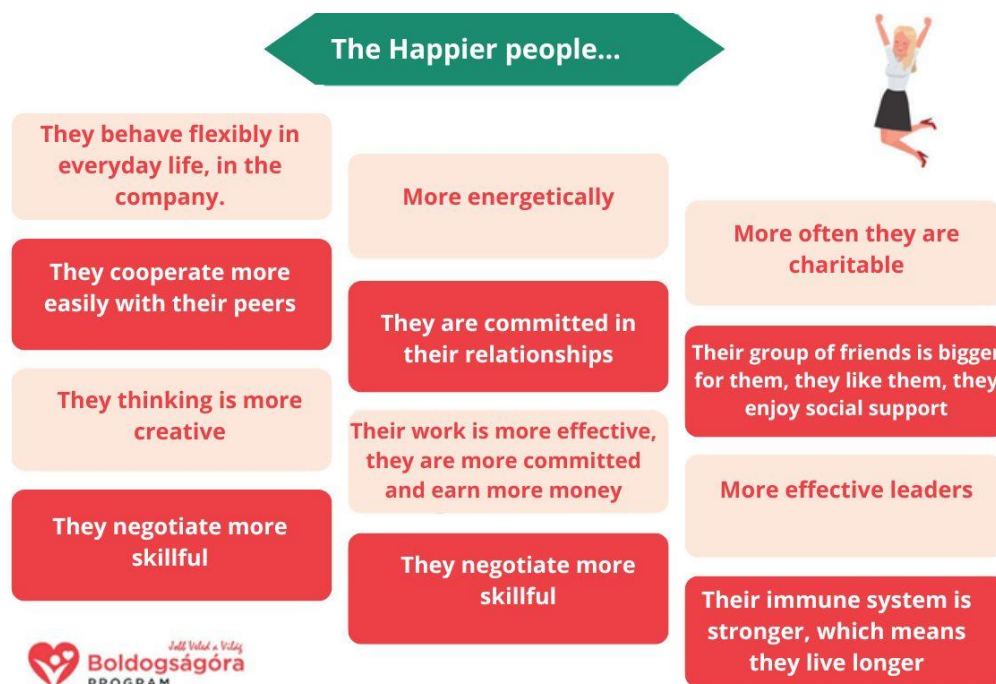 The Happier people...
They behave flexibly in
everyday life, in the
company.
They cooperate more
easily with their peers
They thinking is more
creative
They negotiate more
skillful
More energetically
They are committed in
their relationships
Their work is more effective,
they are more committed
and earn more money
They negotiate more
skillful
More often they are
charitable
Their group of friends is bigger
for them, they like them, they
enjoy social support
More effective leaders
Their immune system is
stronger, which means
they live longer
Jobb Veled a Világ
Boldogságóra
PROGRAM